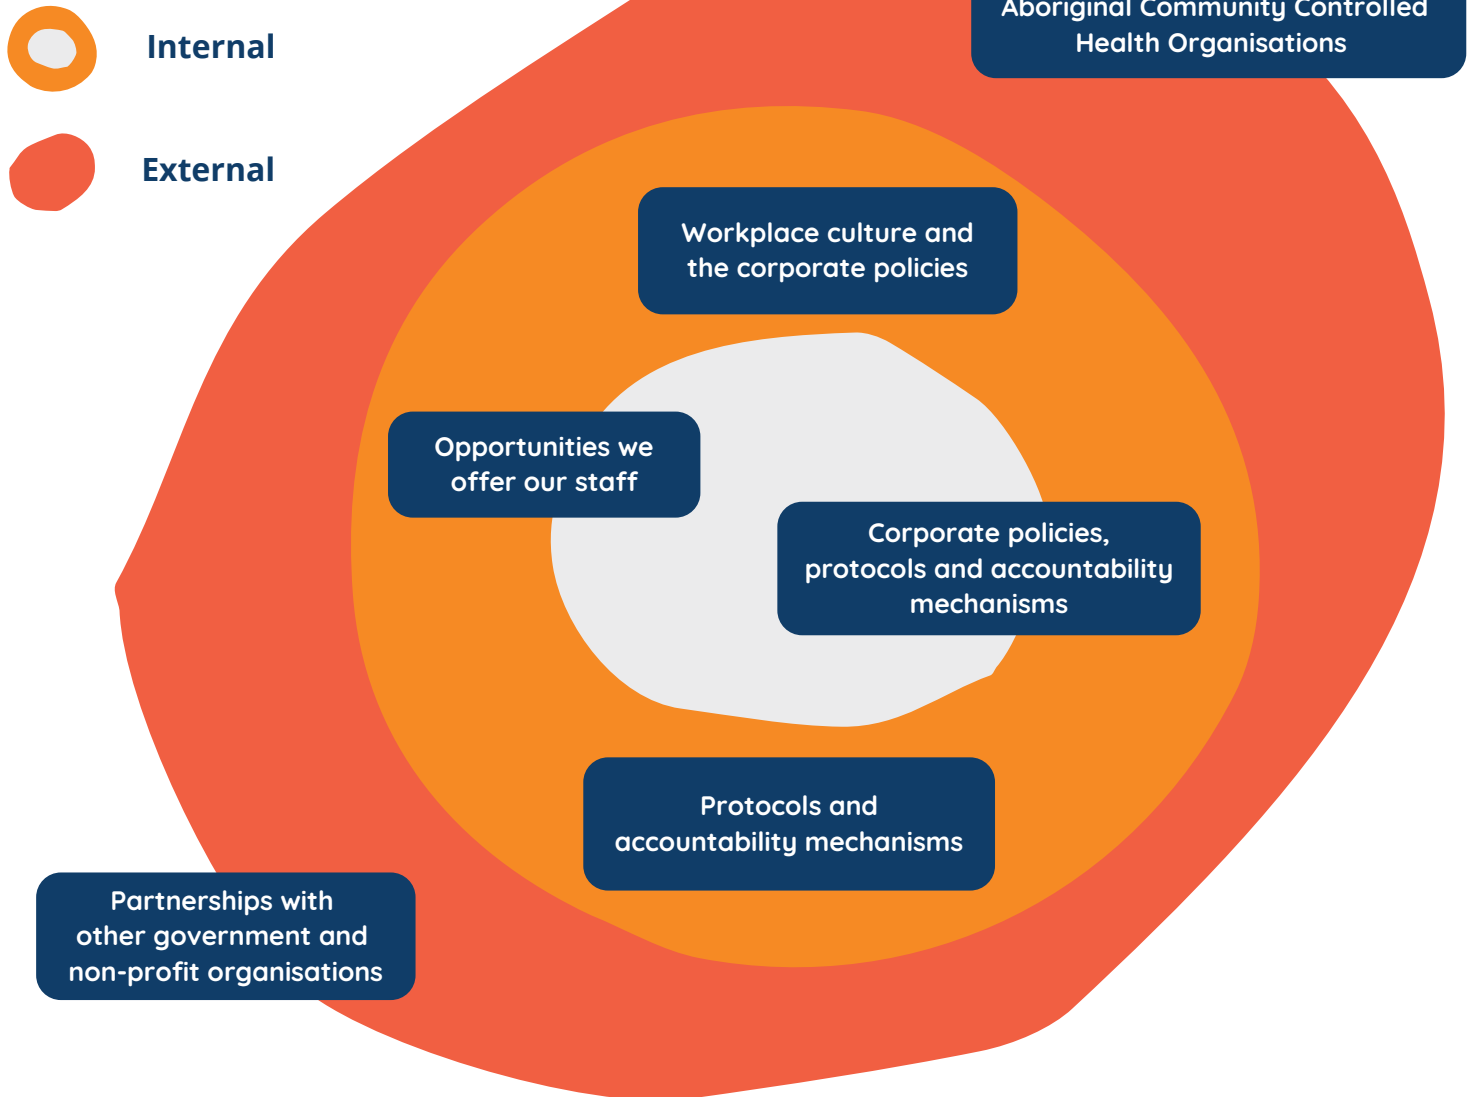 Internal
External
Aboriginal Community Controlled
Health Organisations
Workplace culture and
the corporate policies
Opportunities we
offer our staff
Corporate policies,
protocols and accountability
mechanisms
Protocols and
accountability mechanisms
Partnerships with
other government and
non-profit organisations